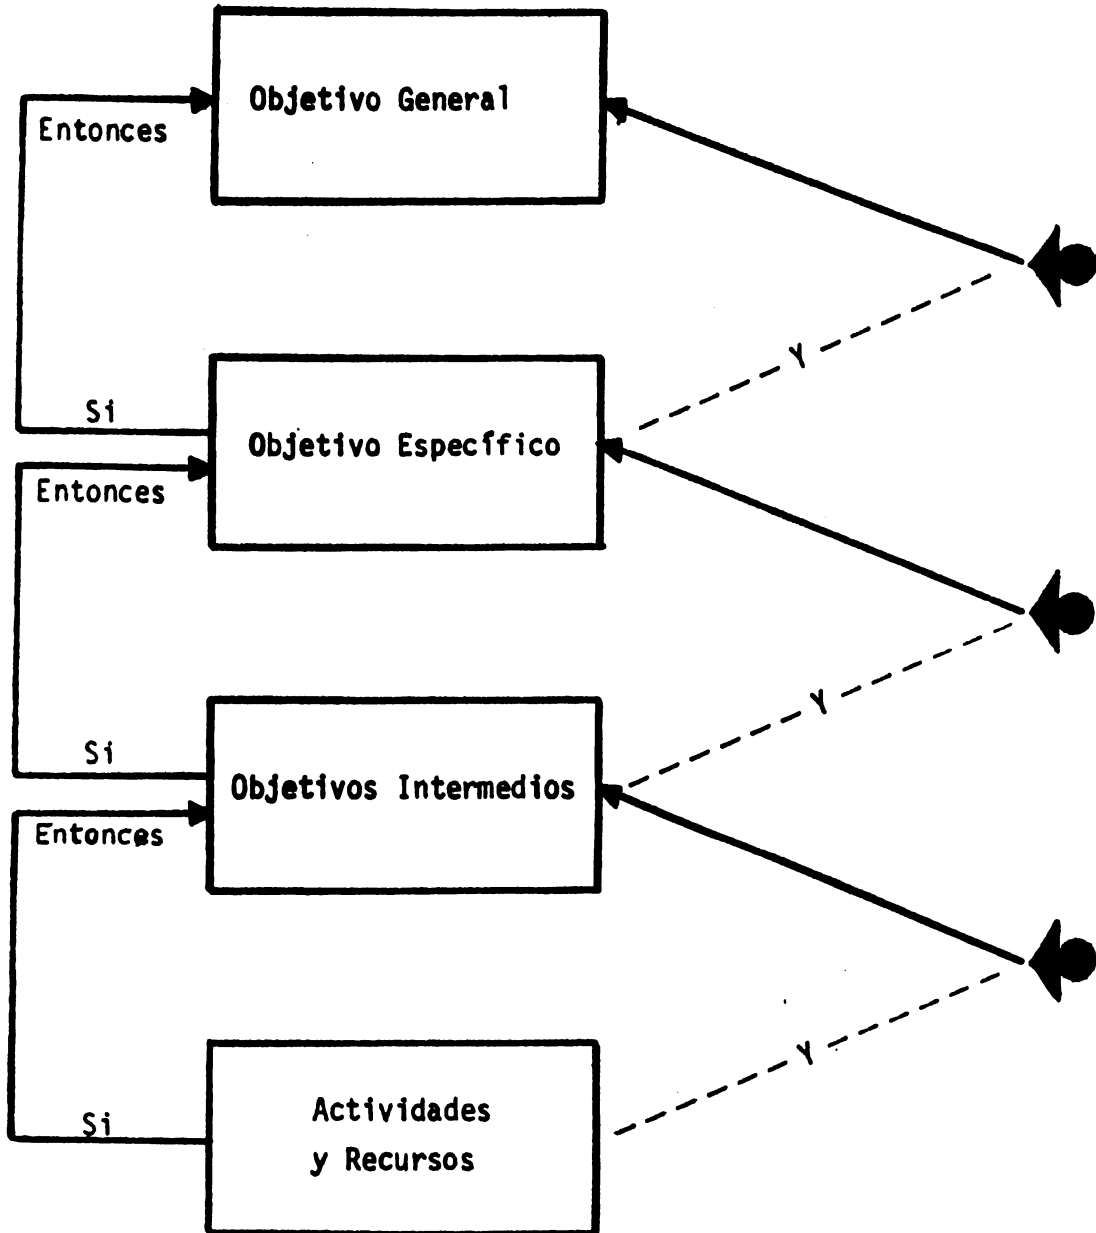 Objetivo General
Entonces
Y
Si
Objetivo Específico
Entonces
Y
Si
Objetivos Intermedios
Entonces
Y
Si
Actividades
y Recursos